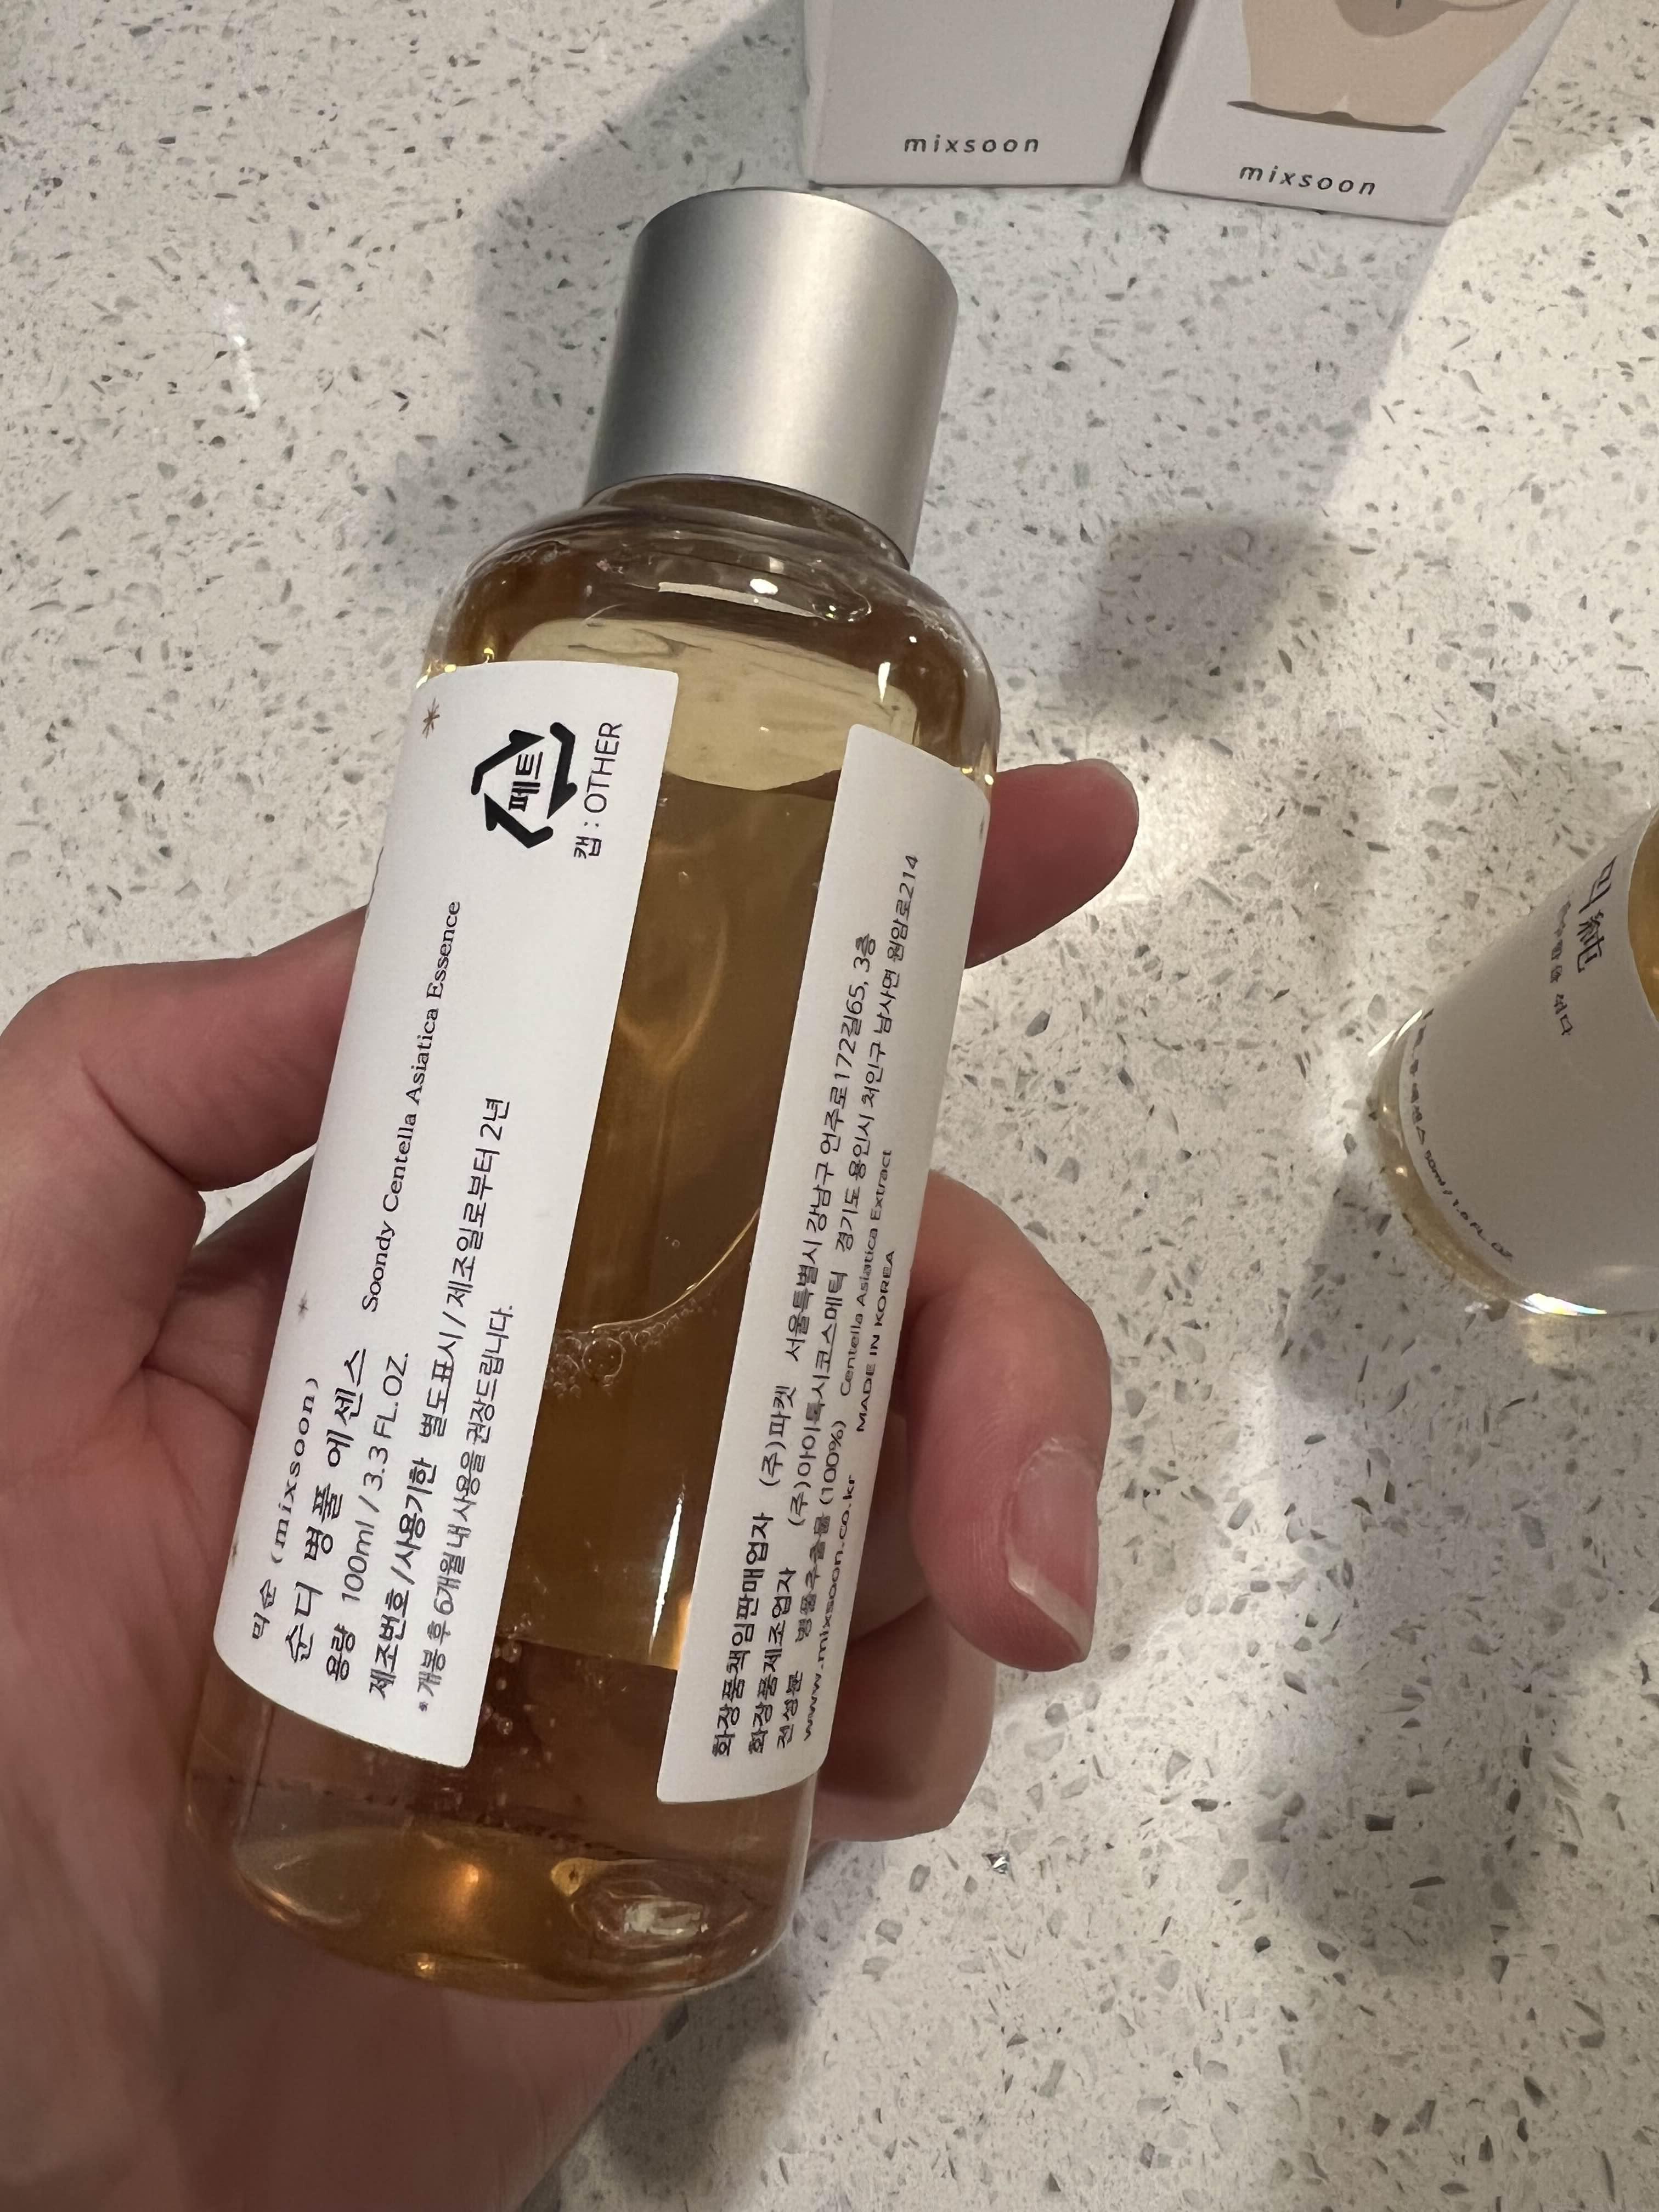 mixsoon
mixsoon
페트
캡 : OTHER
믹순 (mixsoon)
순디 병풀 에센스 Soondy Centella Asiatica Essence
용량 100ml / 3.3 FL.OZ.
제조번호/사용기한 별도표시/제조일로부터 2년
*개봉 후 6개월 내 사용을 권장드립니다.
화장품책임판매업자 (주)파켓 서울특별시 강남구 언주로172길65, 3층
화장품제조업자 (주)아이톡시코스메틱 경기도 용인시 처인구 남사면 원암로214
전성분 병풀추출물 (100%) Centella Asiatica Extract
www.mixsoon.co.kr MADE IN KOREA
50ml / 1.6 FL. OZ